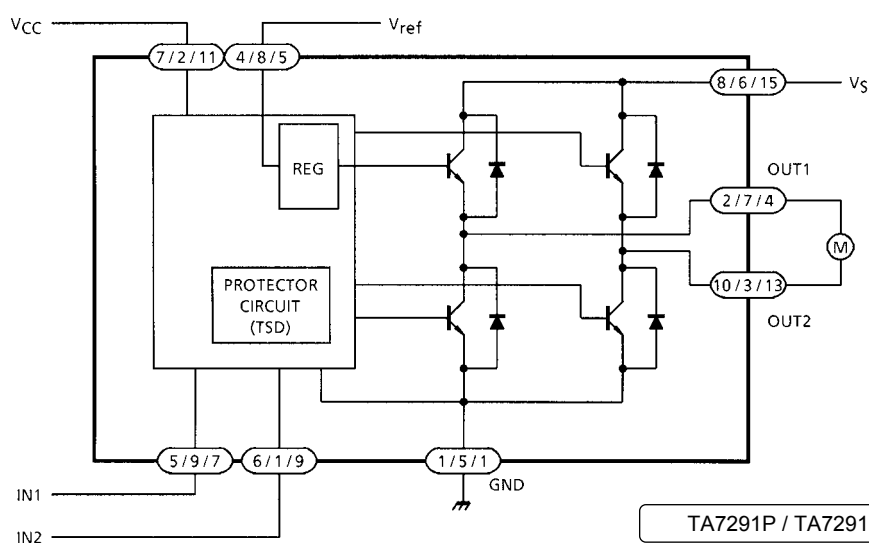 VCC
Vref
7 / 2 / 11
4 / 8 / 5
8 / 6 / 15
VS
REG
OUT1
2 / 7 / 4
M
PROTECTOR
CIRCUIT
(TSD)
10 / 3 / 13
OUT2
5 / 9 / 7
6 / 1 / 9
1 / 5 / 1
GND
IN1
IN2
TA7291P / TA7291